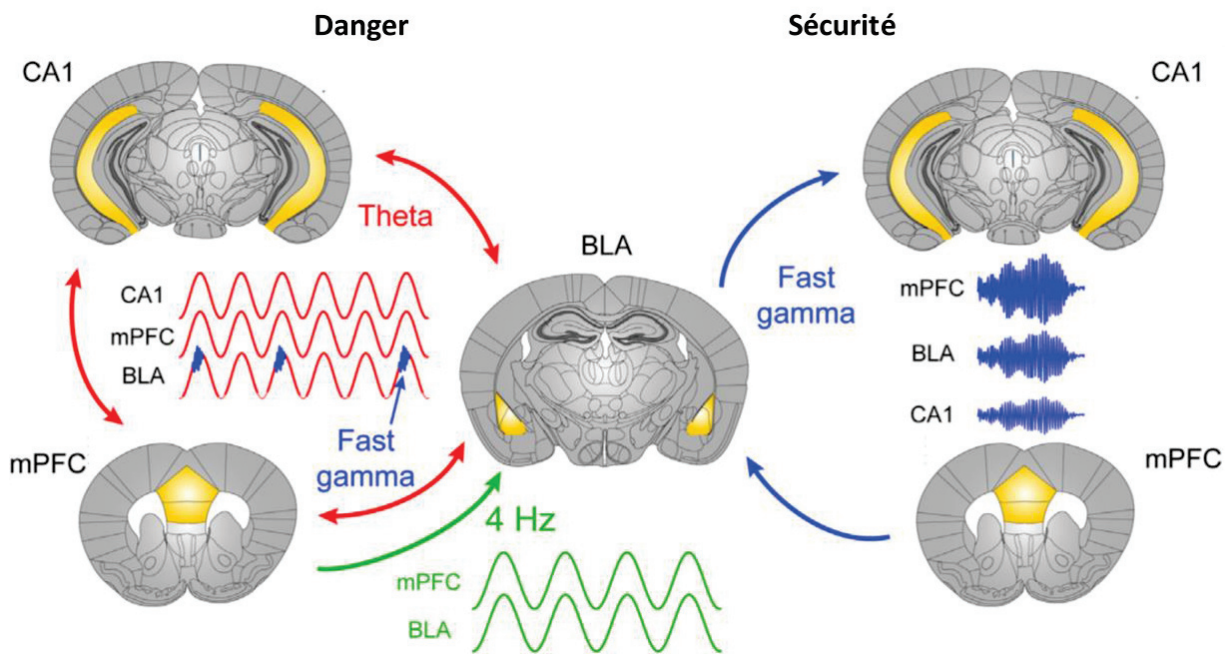 Danger
Sécurité
CA1
CA1
Theta
BLA
Fast
gamma
CA1
mPFC
BLA
mPFC
BLA
CA1
Fast
gamma
mPFC
mPFC
4 Hz
mPFC
BLA